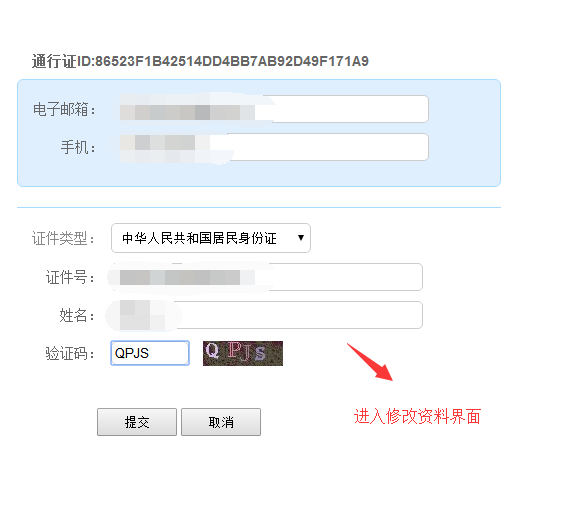 通行证ID:86523F1B42514DD4BB7AB92D49F171A9
电子邮箱：
手机：
证件类型： 中华人民共和国居民身份证
证件号：
姓名：
验证码： QPJS QPJS
提交 取消
进入修改资料界面